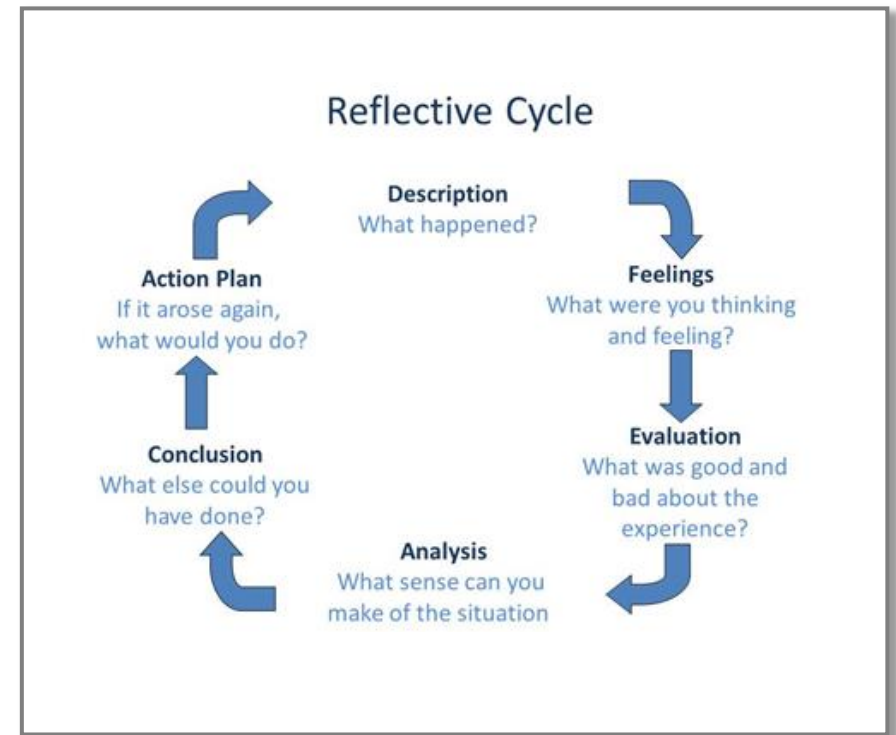 Reflective Cycle
Description
What happened?
Feelings
What were you thinking
and feeling?
Evaluation
What was good and
bad about the
experience?
Analysis
What sense can you
make of the situation
Conclusion
What else could you
have done?
Action Plan
If it arose again,
what would you do?